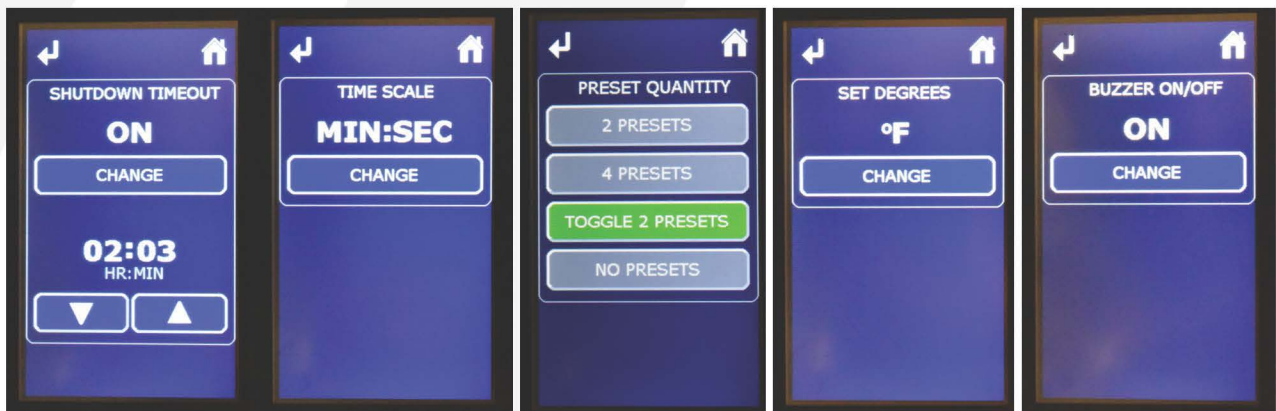 SHUTDOWN TIMEOUT
ON
CHANGE
02:03
HR:MIN
TIME SCALE
MIN:SEC
CHANGE
PRESET QUANTITY
2 PRESETS
4 PRESETS
TOGGLE 2 PRESETS
NO PRESETS
SET DEGREES
°F
CHANGE
BUZZER ON/OFF
ON
CHANGE